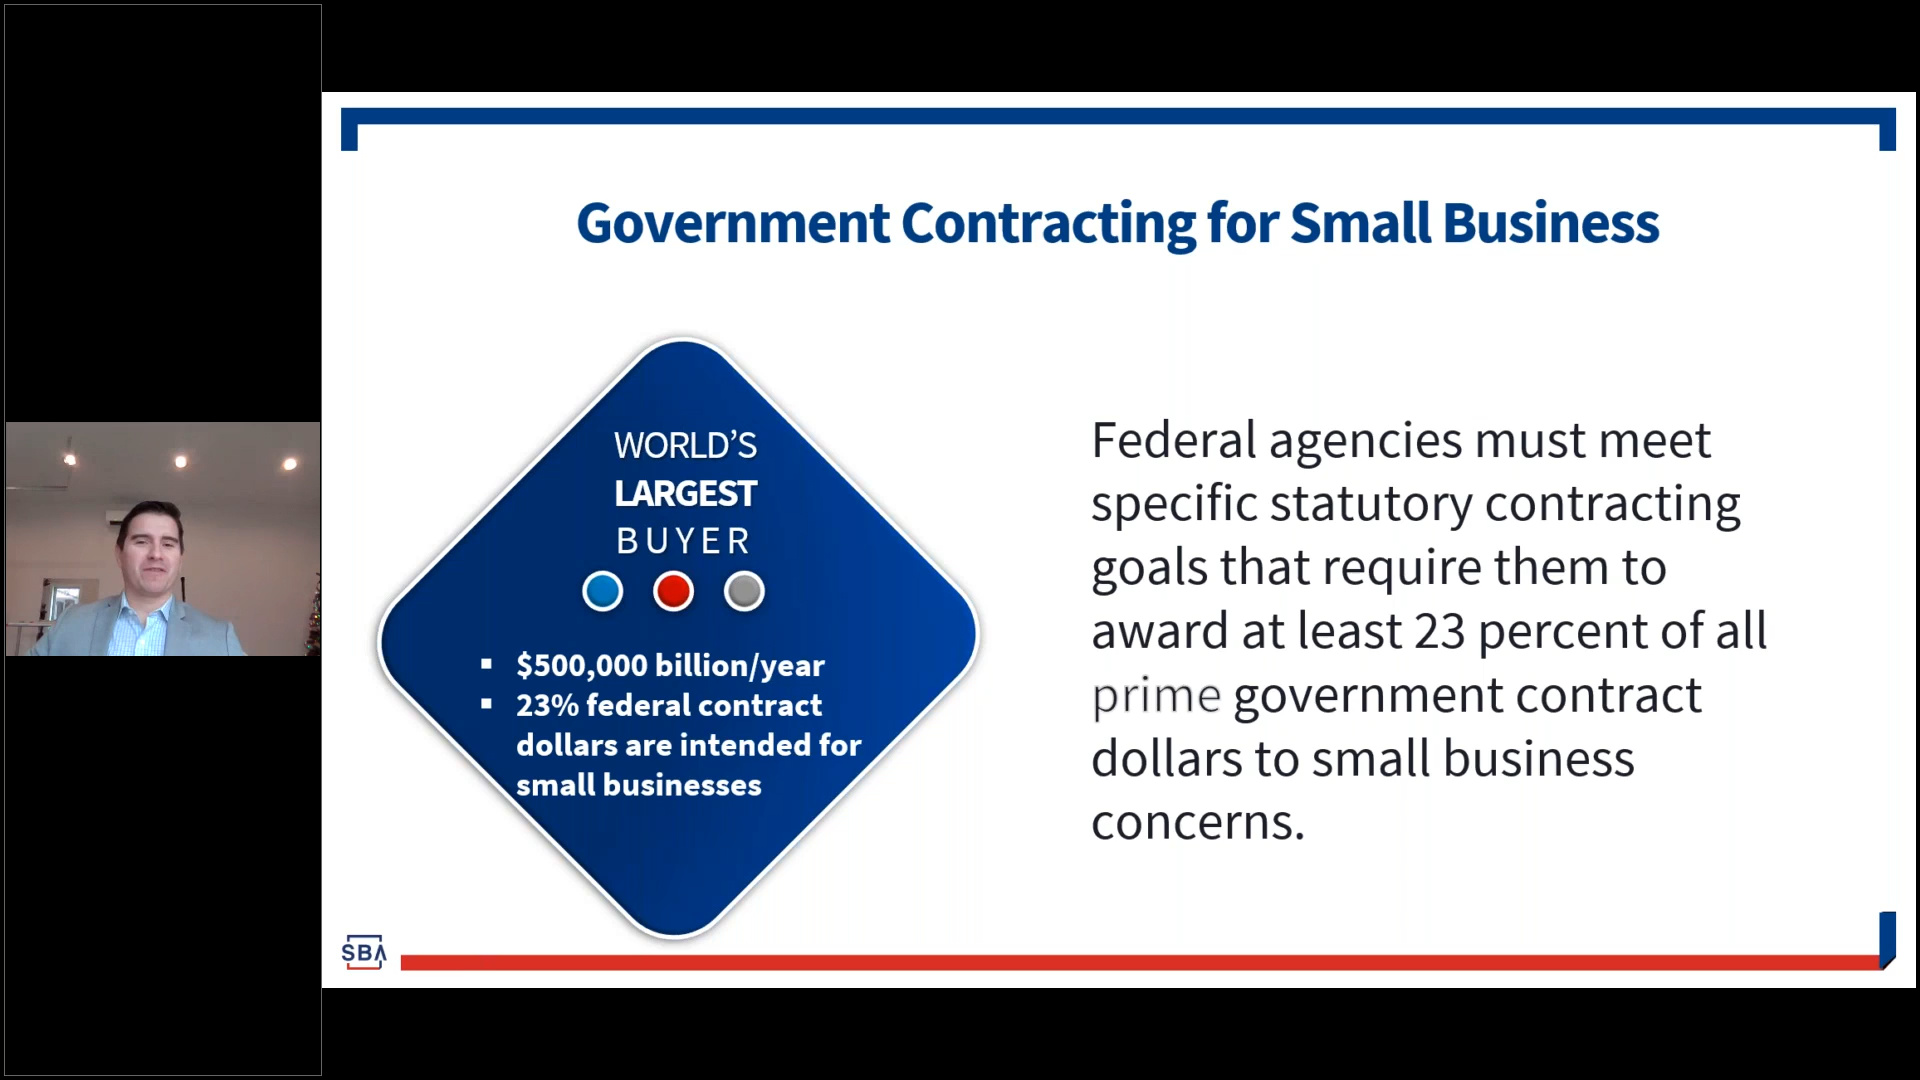 Government Contracting for Small Business
WORLD’S
LARGEST
BUYER
▪ $500,000 billion/year
▪ 23% federal contract
dollars are intended for
small businesses
Federal agencies must meet
specific statutory contracting
goals that require them to
award at least 23 percent of all
prime government contract
dollars to small business
concerns.
SBA